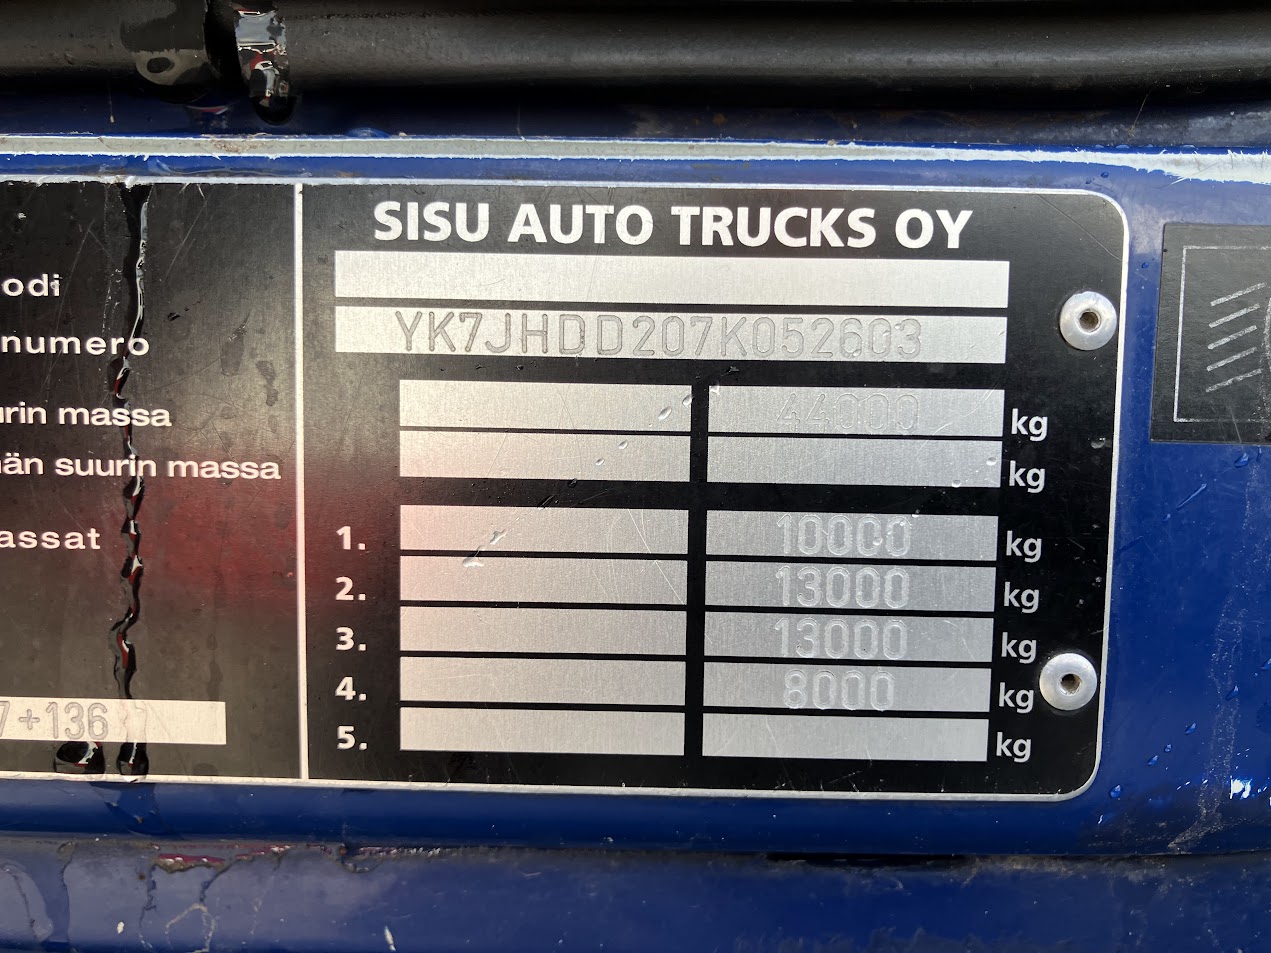 SISU AUTO TRUCKS OY
odi
numero YK7JHDD207K052603
urin massa 44000 kg
än suurin massa kg
assat 1. 10000 kg
2. 13000 kg
3. 13000 kg
4. 8000 kg
7+136
5. kg